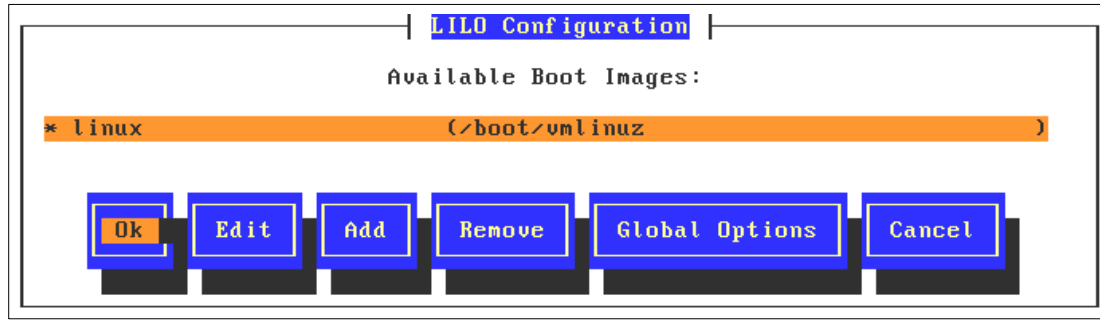 LILO Configuration
Available Boot Images:
* linux (/boot/vmlinuz )
Ok Edit Add Remove Global Options Cancel